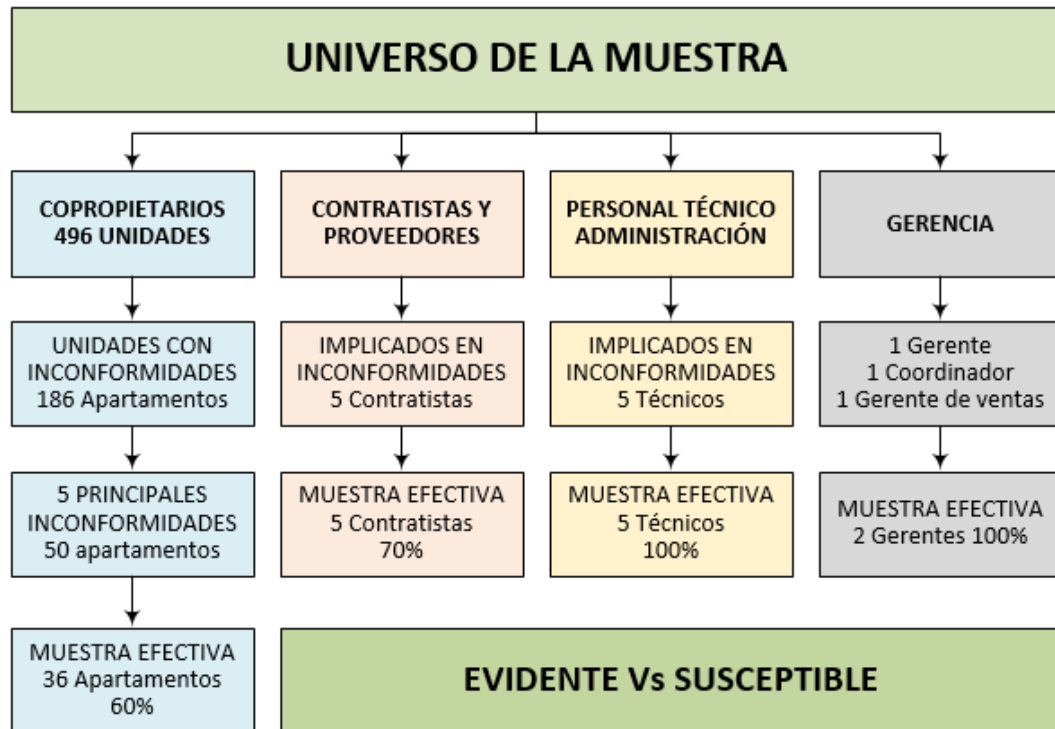 UNIVERSO DE LA MUESTRA
COPROPIETARIOS
496 UNIDADES
CONTRATISTAS Y
PROVEEDORES
PERSONAL TÉCNICO
ADMINISTRACIÓN
GERENCIA
UNIDADES CON
INCONFORMIDADES
186 Apartamentos
IMPLICADOS EN
INCONFORMIDADES
5 Contratistas
IMPLICADOS EN
INCONFORMIDADES
5 Técnicos
1 Gerente
1 Coordinador
1 Gerente de ventas
5 PRINCIPALES
INCONFORMIDADES
50 apartamentos
MUESTRA EFECTIVA
5 Contratistas
70%
MUESTRA EFECTIVA
5 Técnicos
100%
MUESTRA EFECTIVA
2 Gerentes 100%
MUESTRA EFECTIVA
36 Apartamentos
60%
EVIDENTE Vs SUSCEPTIBLE